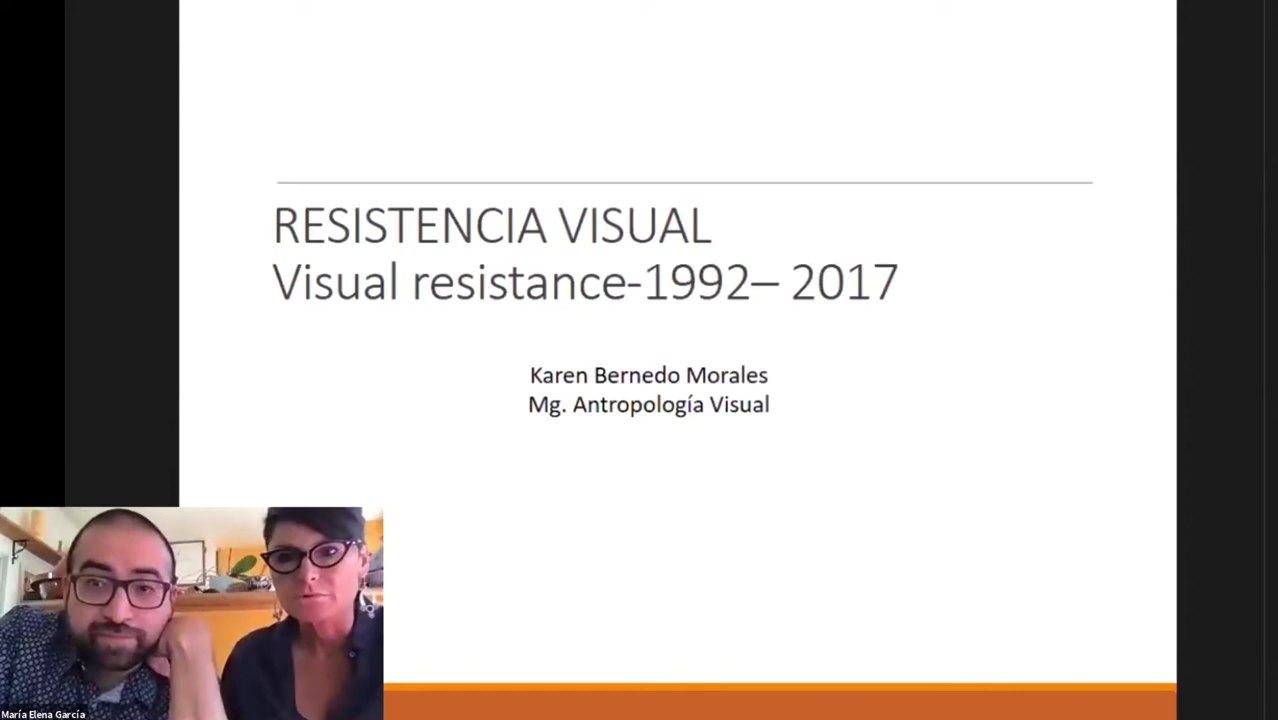 RESISTENCIA VISUAL
Visual resistance-1992– 2017
Karen Bernedo Morales
Mg. Antropología Visual
María Elena García